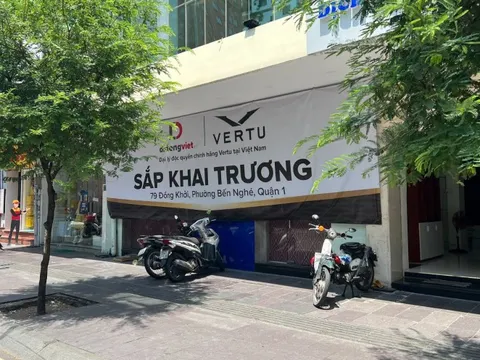 didongviet
VERTU
Đại lý độc quyền chính hãng Vertu tại Việt Nam
SẮP KHAI TRƯƠNG
79 Đồng Khởi, Phường Bến Nghé, Quận 1